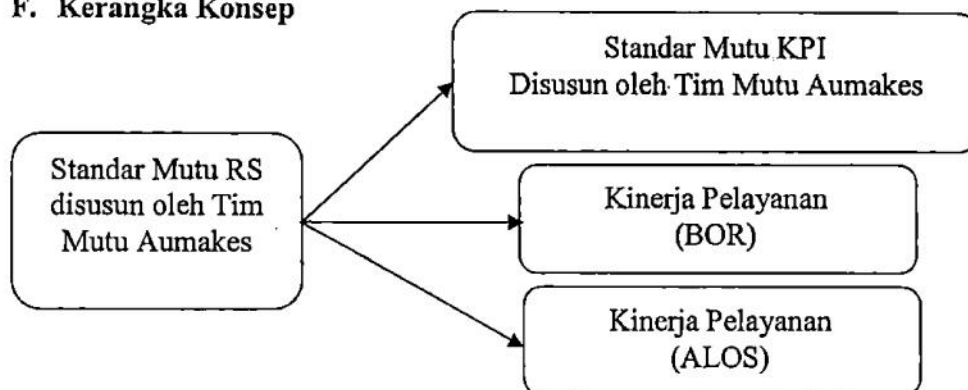 F. Kerangka Konsep
Standar Mutu KPI
Disusun oleh Tim Mutu Aumakes
Standar Mutu RS
disusun oleh Tim
Mutu Aumakes
Kinerja Pelayanan
(BOR)
Kinerja Pelayanan
(ALOS)